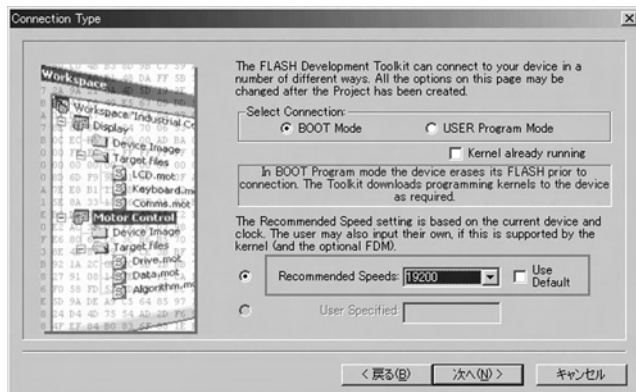 Connection Type
Workspace
Workspace "Industrial Co
Display
Device Image
Target files
LCD.mot
Keyboard.m
Comms.mot
Motor Control
Device Image
Target files
Drive.mot
Data.mot
Algorithm.m
The FLASH Development Toolkit can connect to your device in a
number of different ways. All the options on this page may be
changed after the Project has been created.
Select Connection:
BOOT Mode
USER Program Mode
Kernel already running
In BOOT Program mode the device erases its FLASH prior to
connection. The Toolkit downloads programming kernels to the device
as required.
The Recommended Speed setting is based on the current device and
clock. The user may also input their own, if this is supported by the
kernel (and the optional FDM).
Recommended Speeds: 19200
Use
Default
User Specified:
< 戻る(B)
次へ(N) >
キャンセル